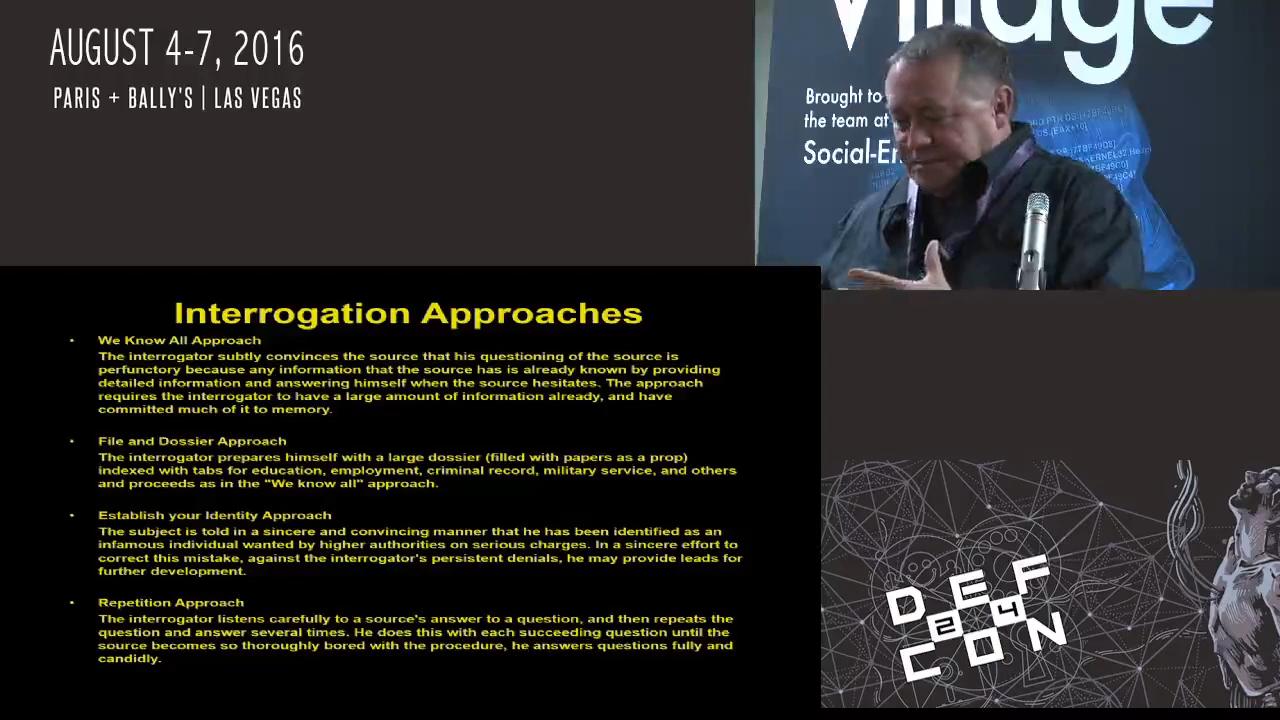 AUGUST 4-7, 2016
PARIS + BALLY'S | LAS VEGAS
Village
Brought to
the team at
Social-En
Interrogation Approaches
• We Know All Approach
The interrogator subtly convinces the source that his questioning of the source is
perfunctory because any information that the source has is already known by providing
detailed information and answering himself when the source hesitates. The approach
requires the interrogator to have a large amount of information already, and have
committed much of it to memory.
• File and Dossier Approach
The interrogator prepares himself with a large dossier (filled with papers as a prop)
indexed with tabs for education, employment, criminal record, military service, and others
and proceeds as in the "We know all" approach.
• Establish your Identity Approach
The subject is told in a sincere and convincing manner that he has been identified as an
infamous individual wanted by higher authorities on serious charges. In a sincere effort to
correct this mistake, against the interrogator's persistent denials, he may provide leads for
further development.
• Repetition Approach
The interrogator listens carefully to a source's answer to a question, and then repeats the
question and answer several times. He does this with each succeeding question until the
source becomes so thoroughly bored with the procedure, he answers questions fully and
candidly.
DEF
24
CON